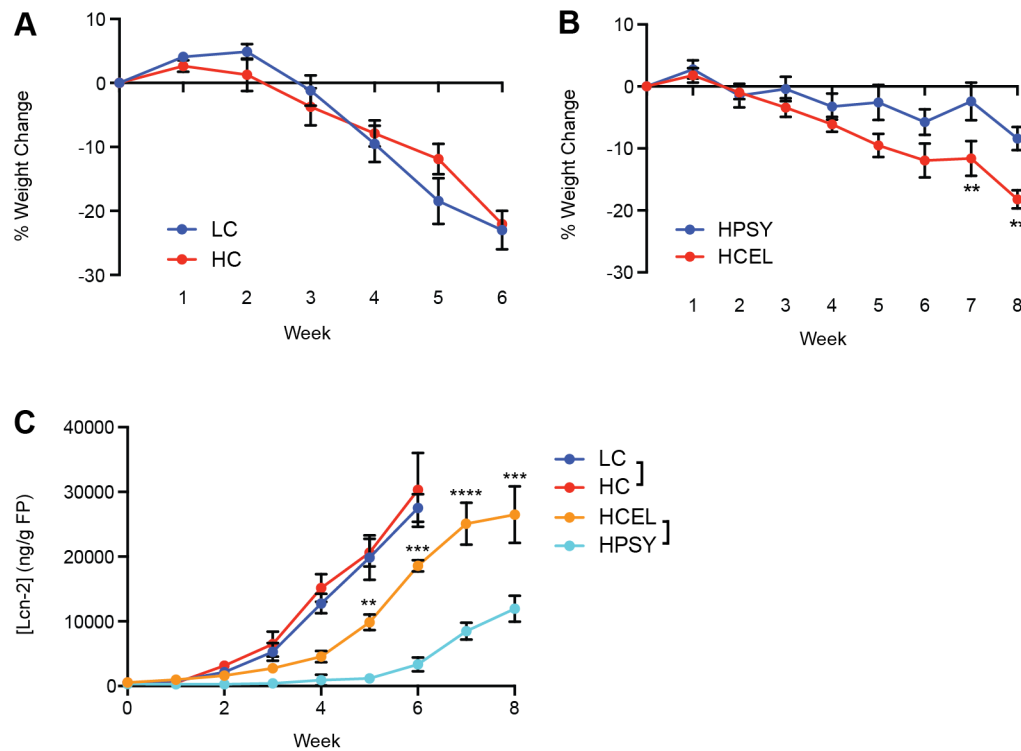 A
10
0
-10
-20
-30
% Weight Change
LC
HC
1 2 3 4 5 6
Week
B
10
0
-10
-20
-30
% Weight Change
HPSY
HCEL
**
**
1 2 3 4 5 6 7 8
Week
C
40000
30000
20000
10000
0
[Lcn-2] (ng/g FP)
**
***
****
***
0 2 4 6 8
Week
LC
HC
HCEL
HPSY